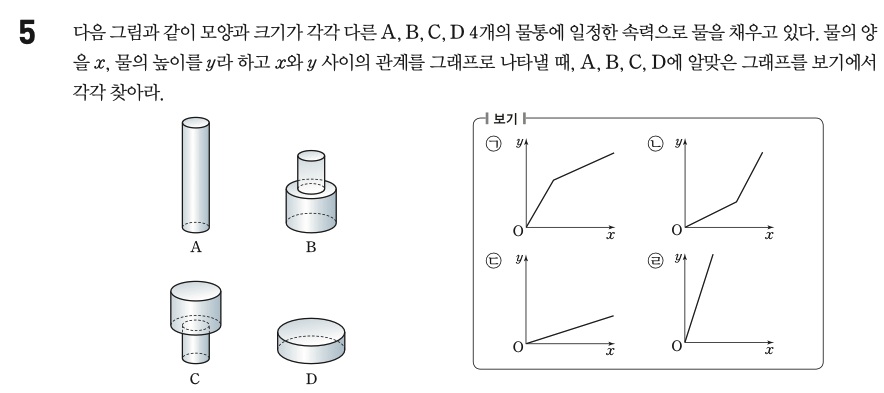 5 다음 그림과 같이 모양과 크기가 각각 다른 A, B, C, D 4개의 물통에 일정한 속력으로 물을 채우고 있다. 물의 양
을 x, 물의 높이를 y라 하고 x와 y 사이의 관계를 그래프로 나타낼 때, A, B, C, D에 알맞은 그래프를 보기에서
각각 찾아라.
A
B
C
D
보기
㉠ y O x
㉡ y O x
㉢ y O x
㉣ y O x